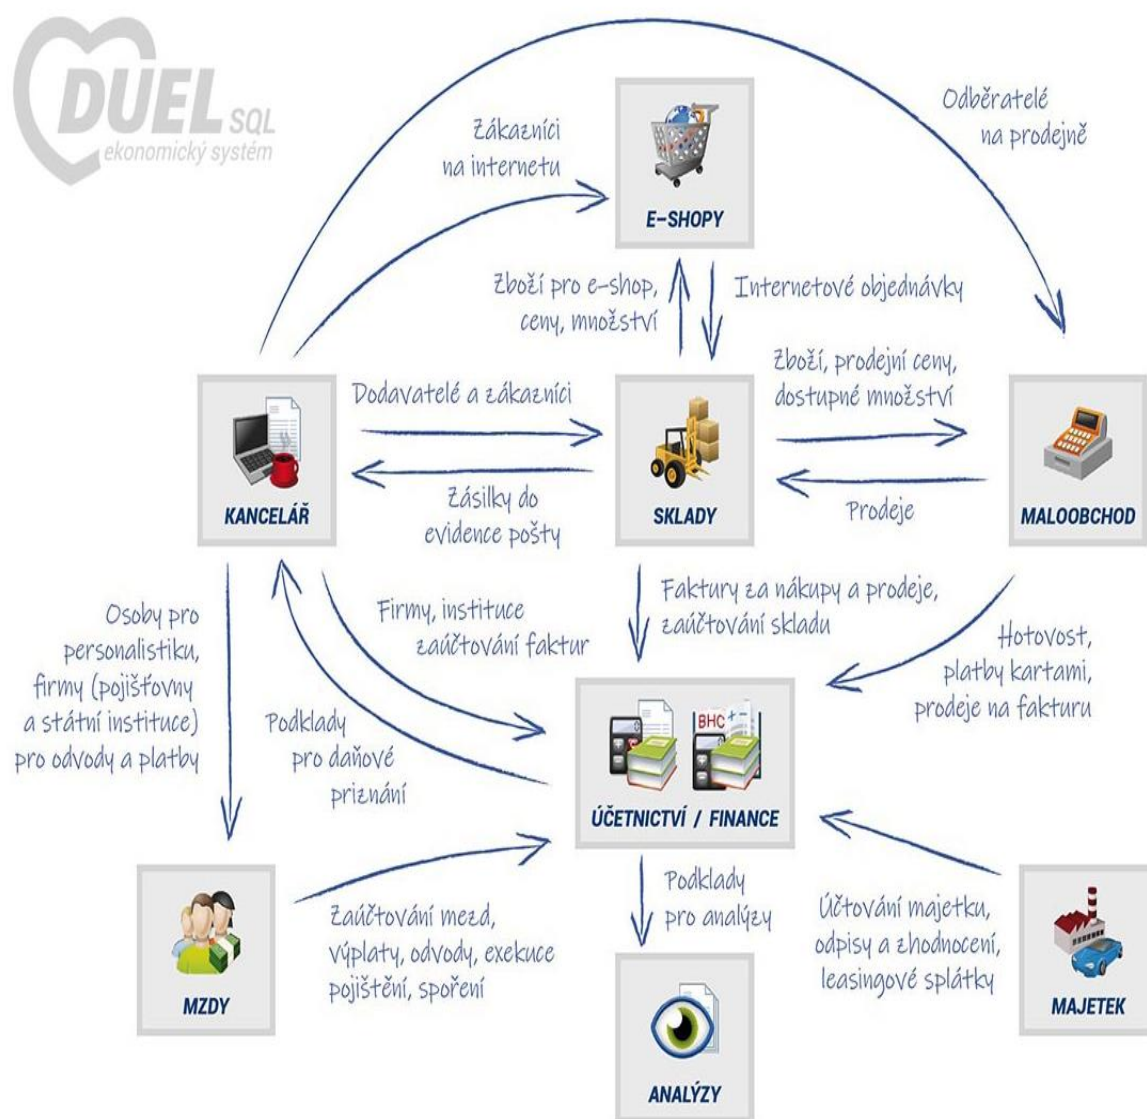 DUEL SQL
ekonomický systém
Odběratelé
na prodejně
Zákazníci
na internetu
E-SHOPY
Zboží pro e-shop,
ceny, množství
Internetové objednávky
Zboží, prodejní ceny,
dostupné množství
Dodavatelé a zákazníci
KANCELÁŘ
Zásilky do
evidence pošty
SKLADY
Prodeje
MALOOBCHOD
Osoby pro
personalistiku,
firmy (pojišťovny
a státní instituce)
pro odvody a platby
Firmy, instituce
zaúčtování faktur
Faktury za nákupy a prodeje,
zaúčtování skladu
Hotovost,
platby kartami,
prodeje na fakturu
Podklady
pro daňové
priznání
BHC
ÚČETNICTVÍ / FINANCE
MZDY
Zaúčtování mezd,
výplaty, odvody, exekuce
pojištění, spoření
Podklady
pro analýzy
Účtování majetku,
odpisy a zhodnocení,
leasingové splátky
MAJETEK
ANALÝZY